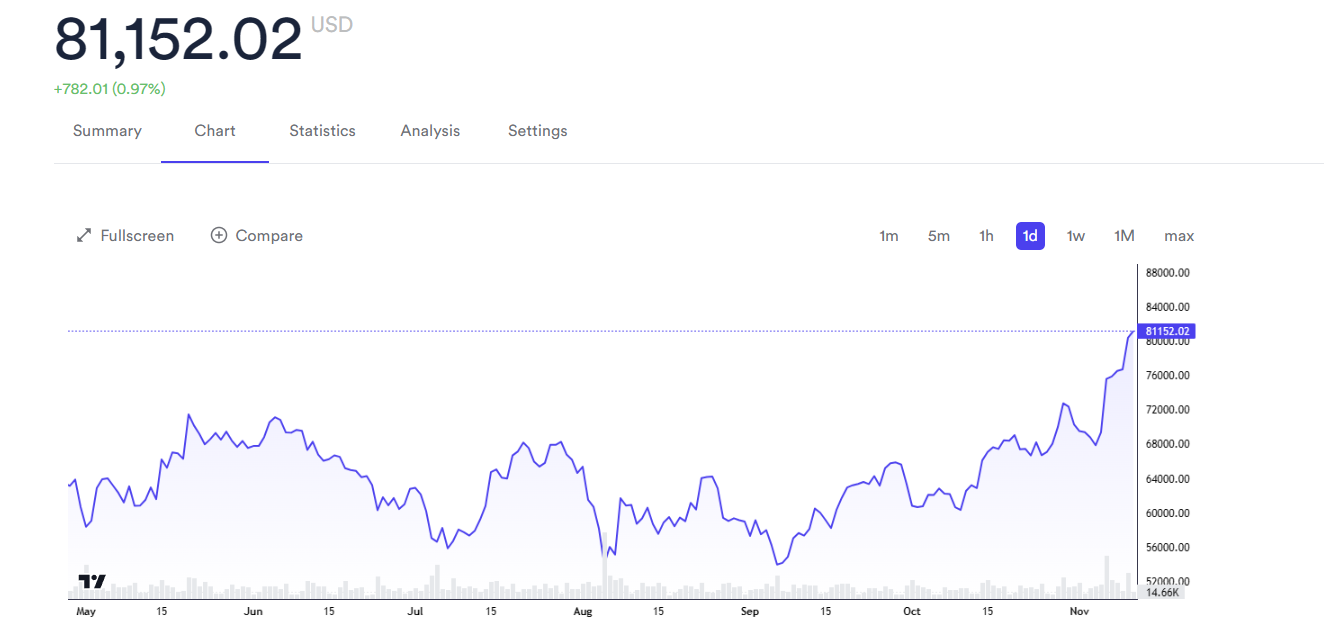 81,152.02 USD
+782.01 (0.97%)
Summary Chart Statistics Analysis Settings
Fullscreen Compare 1m 5m 1h 1d 1w 1M max
88000.00
84000.00
81152.02
80000.00
76000.00
72000.00
68000.00
64000.00
60000.00
56000.00
52000.00
14.66K
May 15 Jun 15 Jul 15 Aug 15 Sep 15 Oct 15 Nov